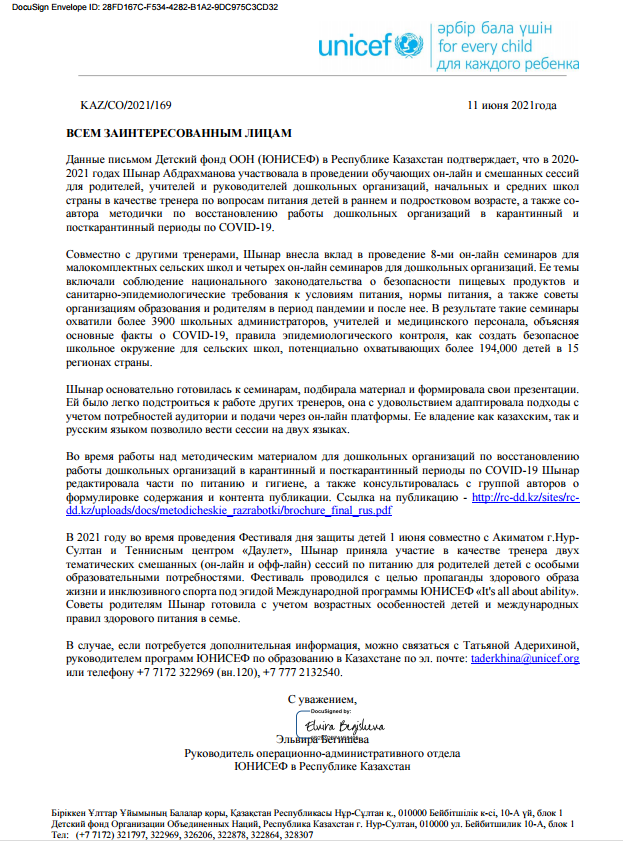 DocuSign Envelope ID: 28FD167C-F534-4282-B1A2-9DC975C3CD32
unicef
әрбір бала үшін
for every child
для каждого ребенка
KAZ/CO/2021/169 11 июня 2021года
ВСЕМ ЗАИНТЕРЕСОВАННЫМ ЛИЦАМ
Данные письмом Детский фонд ООН (ЮНИСЕФ) в Республике Казахстан подтверждает, что в 2020-
2021 годах Шынар Абдрахманова участвовала в проведении обучающих он-лайн и смешанных сессий
для родителей, учителей и руководителей дошкольных организаций, начальных и средних школ
страны в качестве тренера по вопросам питания детей в раннем и подростковом возрасте, а также со-
автора методички по восстановлению работы дошкольных организаций в карантинный и
посткарантинный периоды по COVID-19.
Совместно с другими тренерами, Шынар внесла вклад в проведение 8-ми он-лайн семинаров для
малокомплектных сельских школ и четырех он-лайн семинаров для дошкольных организаций. Ее темы
включали соблюдение национального законодательства о безопасности пищевых продуктов и
санитарно-эпидемиологические требования к условиям питания, нормы питания, а также советы
организациям образования и родителям в период пандемии и после нее. В результате такие семинары
охватили более 3900 школьных администраторов, учителей и медицинского персонала, объясняя
основные факты о COVID-19, правила эпидемиологического контроля, как создать безопасное
школьное окружение для сельских школ, потенциально охватывающих более 194,000 детей в 15
регионах страны.
Шынар основательно готовилась к семинарам, подбирала материал и формировала свои презентации.
Ей было легко подстроиться к работе других тренеров, она с удовольствием адаптировала подходы с
учетом потребностей аудитории и подачи через он-лайн платформы. Ее владение как казахским, так и
русским языком позволило вести сессии на двух языках.
Во время работы над методическим материалом для дошкольных организаций по восстановлению
работы дошкольных организаций в карантинный и посткарантинный периоды по COVID-19 Шынар
редактировала части по питанию и гигиене, а также консультировалась с группой авторов о
формулировке содержания и контента публикации. Ссылка на публикацию - http://rc-dd.kz/sites/rc-
dd.kz/uploads/docs/metodicheskie_razrabotki/brochure_final_rus.pdf
В 2021 году во время проведения Фестиваля дня защиты детей 1 июня совместно с Акиматом г.Нур-
Султан и Теннисным центром «Даулет», Шынар приняла участие в качестве тренера двух
тематических смешанных (он-лайн и офф-лайн) сессий по питанию для родителей детей с особыми
образовательными потребностями. Фестиваль проводился с целью пропаганды здорового образа
жизни и инклюзивного спорта под эгидой Международной программы ЮНИСЕФ «It's all about ability».
Советы родителям Шынар готовила с учетом возрастных особенностей детей и международных
правил здорового питания в семье.
В случае, если потребуется дополнительная информация, можно связаться с Татьяной Адерихиной,
руководителем программ ЮНИСЕФ по образованию в Казахстане по эл. почте: taderkhina@unicef.org
или телефону +7 7172 322969 (вн.120), +7 777 2132540.
С уважением,
DocuSigned by:
Elvira Begisheva
Эльвира Бегишева
Руководитель операционно-административного отдела
ЮНИСЕФ в Республике Казахстан
Біріккен Ұлттар Ұйымының Балалар қоры, Қазақстан Республикасы Нұр-Сұлтан қ., 010000 Бейбітшілік к-сі, 10-А үй, блок 1
Детский фонд Организации Объединенных Наций, Республика Казахстан г. Нур-Султан, 010000 ул. Бейбитшилик 10-А, блок 1
Тел: (+7 7172) 321797, 322969, 326206, 322878, 322864, 328307